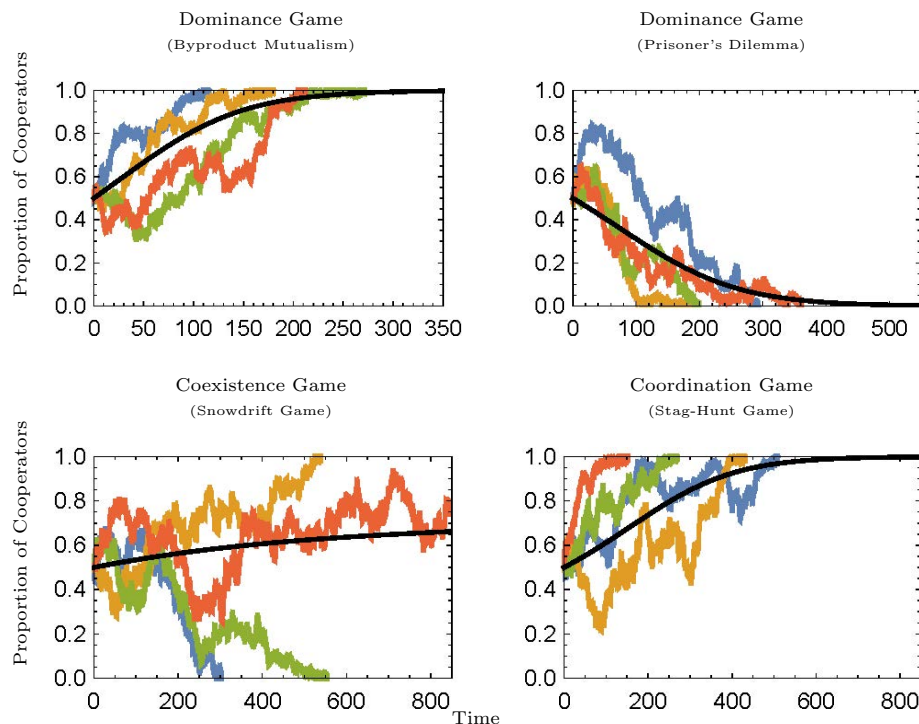 Dominance Game
(Byproduct Mutualism)
Proportion of Cooperators
1.0
0.8
0.6
0.4
0.2
0.0
0 50 100 150 200 250 300 350
Dominance Game
(Prisoner's Dilemma)
1.0
0.8
0.6
0.4
0.2
0.0
0 100 200 300 400 500
Coexistence Game
(Snowdrift Game)
Proportion of Cooperators
1.0
0.8
0.6
0.4
0.2
0.0
0 200 400 600 800
Coordination Game
(Stag-Hunt Game)
1.0
0.8
0.6
0.4
0.2
0.0
0 200 400 600 800
Time